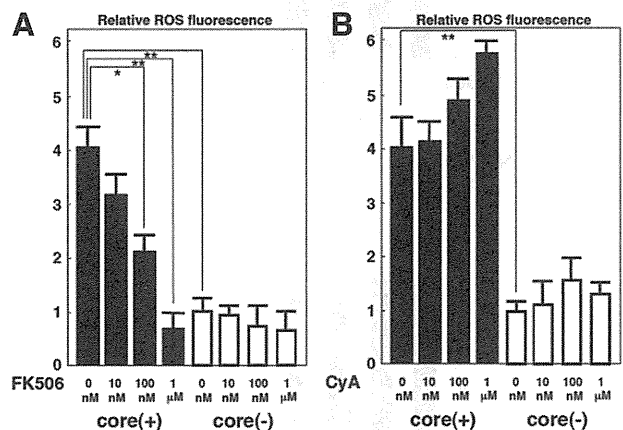 A
Relative ROS fluorescence
6
5
4
3
2
1
0
**
**
*
FK506
0 nM
10 nM
100 nM
1 μM
0 nM
10 nM
100 nM
1 μM
core(+)
core(-)
B
Relative ROS fluorescence
6
5
4
3
2
1
0
**
CyA
0 nM
10 nM
100 nM
1 μM
0 nM
10 nM
100 nM
1 μM
core(+)
core(-)